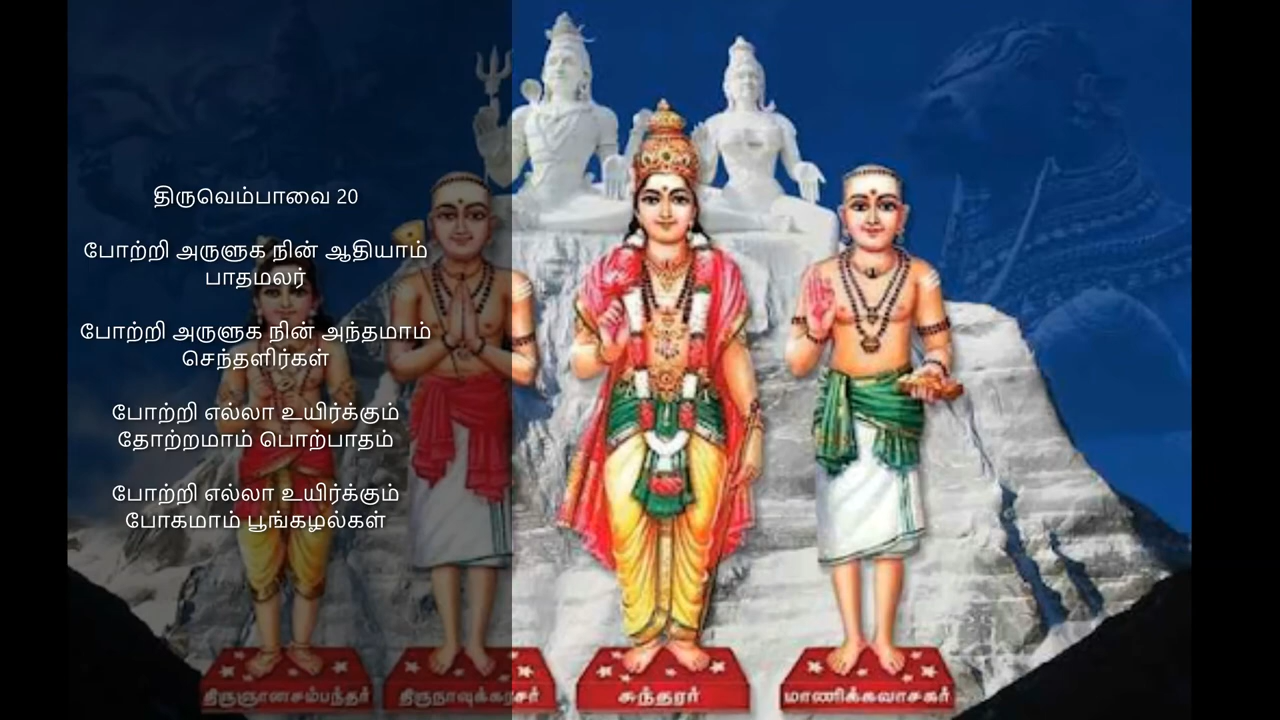 திருவெம்பாவை 20
போற்றி அருளுக நின் ஆதியாம்
பாதமலர்
போற்றி அருளுக நின் அந்தமாம்
செந்தளிர்கள்
போற்றி எல்லா உயிர்க்கும்
தோற்றமாம் பொற்பாதம்
போற்றி எல்லா உயிர்க்கும்
போகமாம் பூங்கழல்கள்
திருஞானசம்பந்தர் திருநாவுக்கரசர் சுந்தரர் மாணிக்கவாசகர்